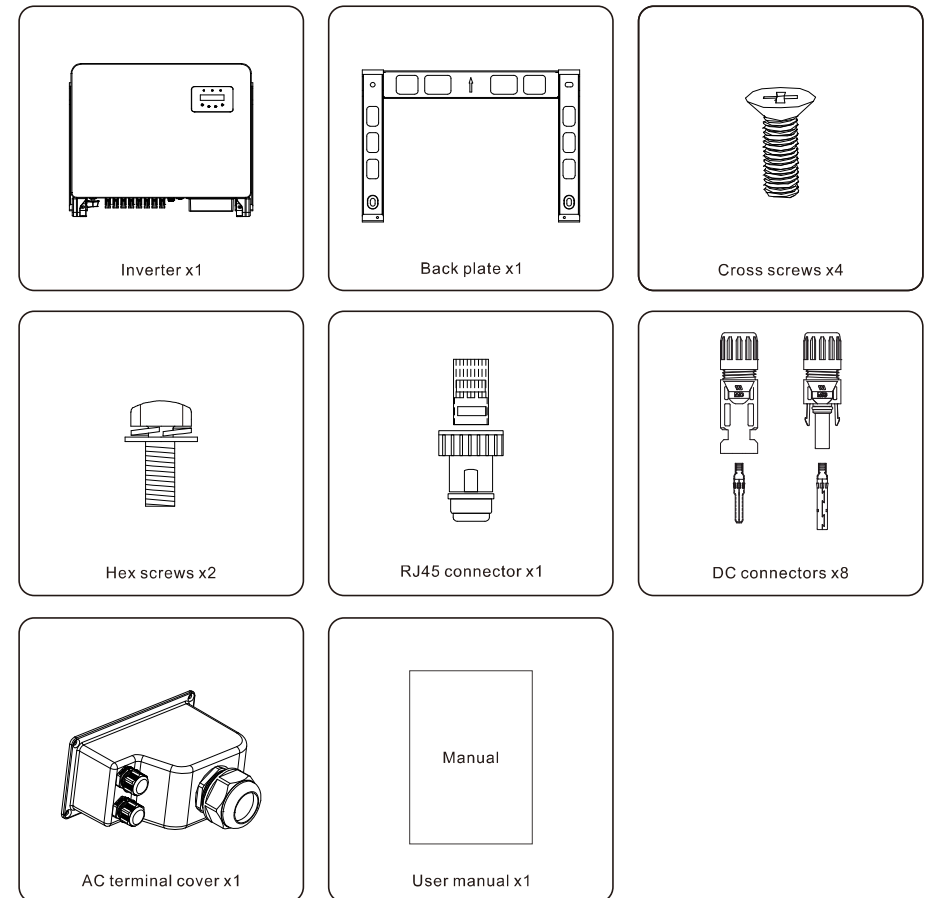 Inverter x1
Back plate x1
Cross screws x4
Hex screws x2
RJ45 connector x1
DC connectors x8
AC terminal cover x1
Manual
User manual x1